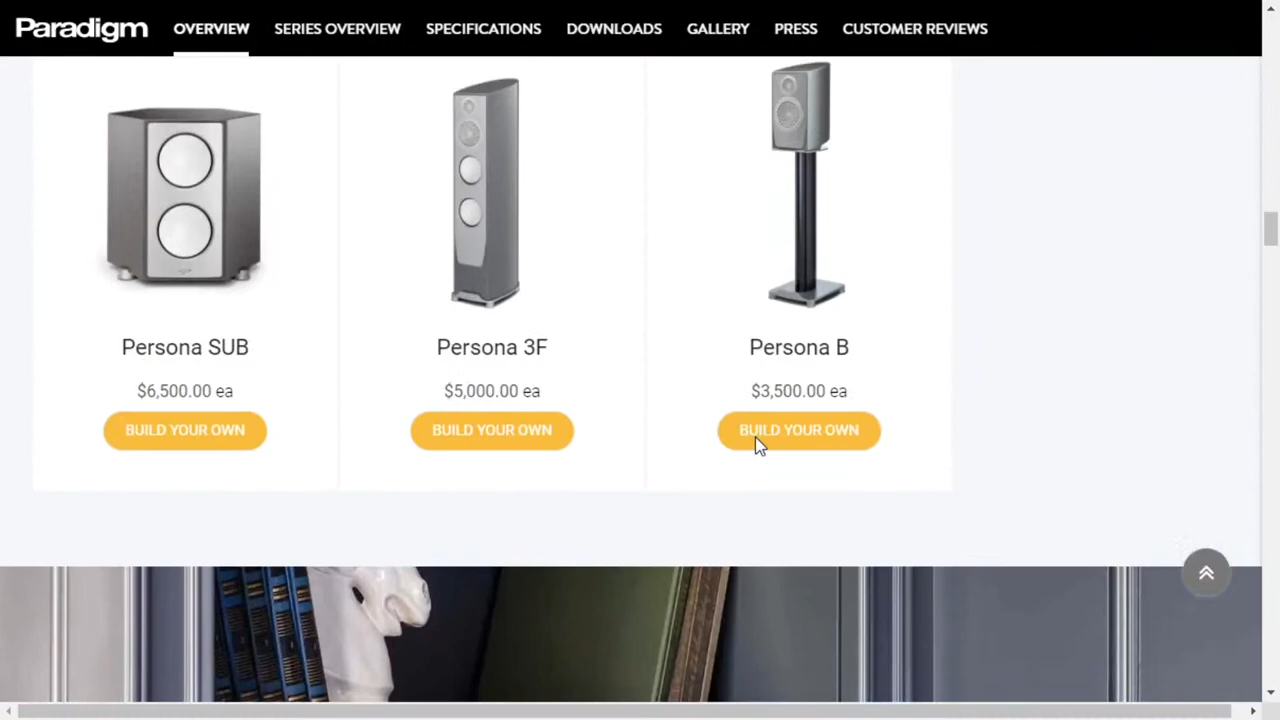 Paradigm OVERVIEW SERIES OVERVIEW SPECIFICATIONS DOWNLOADS GALLERY PRESS CUSTOMER REVIEWS
Persona SUB
$6,500.00 ea
BUILD YOUR OWN
Persona 3F
$5,000.00 ea
BUILD YOUR OWN
Persona B
$3,500.00 ea
BUILD YOUR OWN